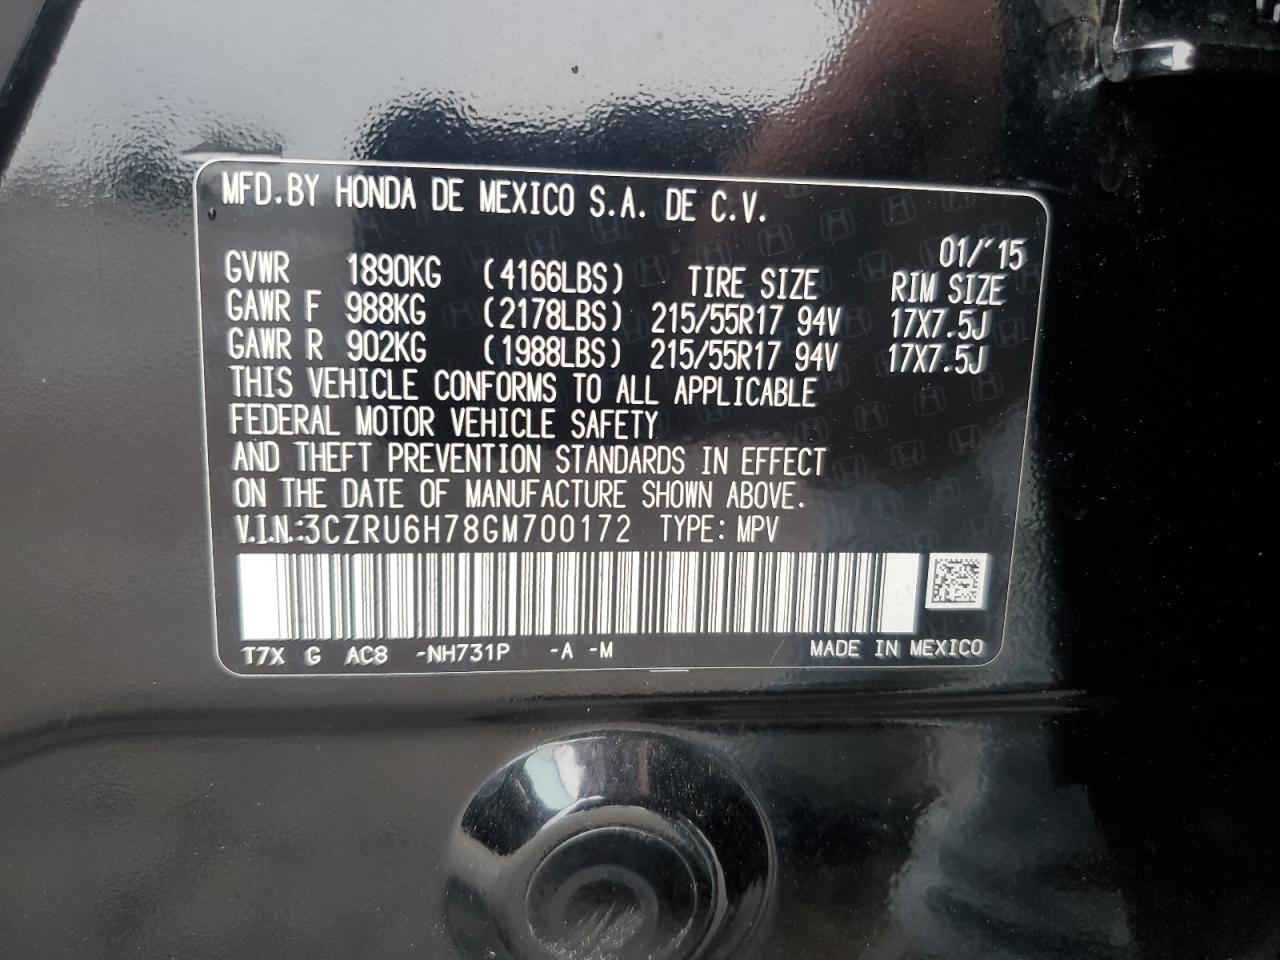 MFD.BY HONDA DE MEXICO S.A. DE C.V.
01/'15
GVWR 1890KG (4166LBS) TIRE SIZE RIM SIZE
GAWR F 988KG (2178LBS) 215/55R17 94V 17X7.5J
GAWR R 902KG (1988LBS) 215/55R17 94V 17X7.5J
THIS VEHICLE CONFORMS TO ALL APPLICABLE
FEDERAL MOTOR VEHICLE SAFETY
AND THEFT PREVENTION STANDARDS IN EFFECT
ON THE DATE OF MANUFACTURE SHOWN ABOVE.
V.I.N.:3CZRU6H78GM700172 TYPE: MPV
T7X G AC8 -NH731P -A -M MADE IN MEXICO